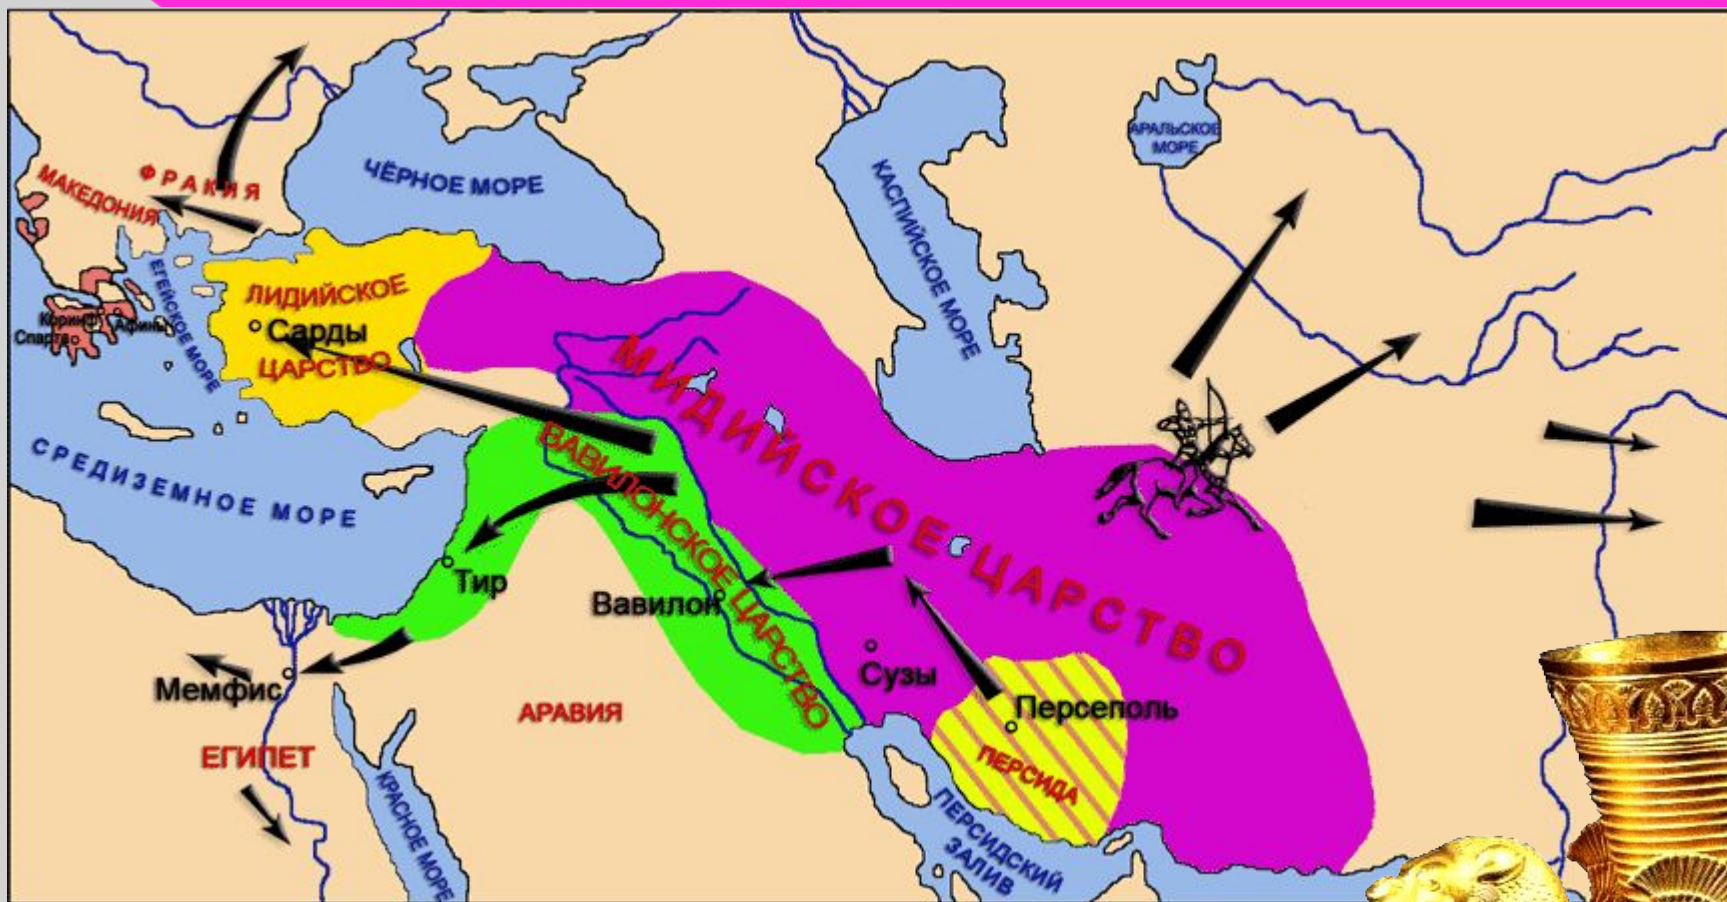 АРАЛЬСКОЕ
МОРЕ
ЧЁРНОЕ МОРЕ
КАСПИЙСКОЕ МОРЕ
ФРАКИЯ
МАКЕДОНИЯ
ЕГЕЙСКОЕ МОРЕ
ЛИДИЙСКОЕ
Сарды
ЦАРСТВО
Коринф
Афины
Спарта
МИДИЙСКОЕ ЦАРСТВО
СРЕДИЗЕМНОЕ МОРЕ
ВАВИЛОНСКОЕ ЦАРСТВО
Тир
Вавилон
Сузы
Мемфис
АРАВИЯ
Персеполь
ЕГИПЕТ
ПЕРСИДА
КРАСНОЕ МОРЕ
ПЕРСИДСКИЙ
ЗАЛИВ